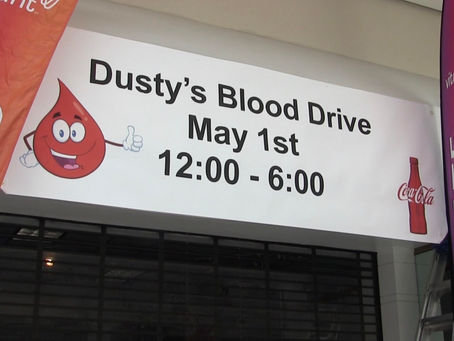 Dusty's Blood Drive
May 1st
12:00 - 6:00
Coca-Cola